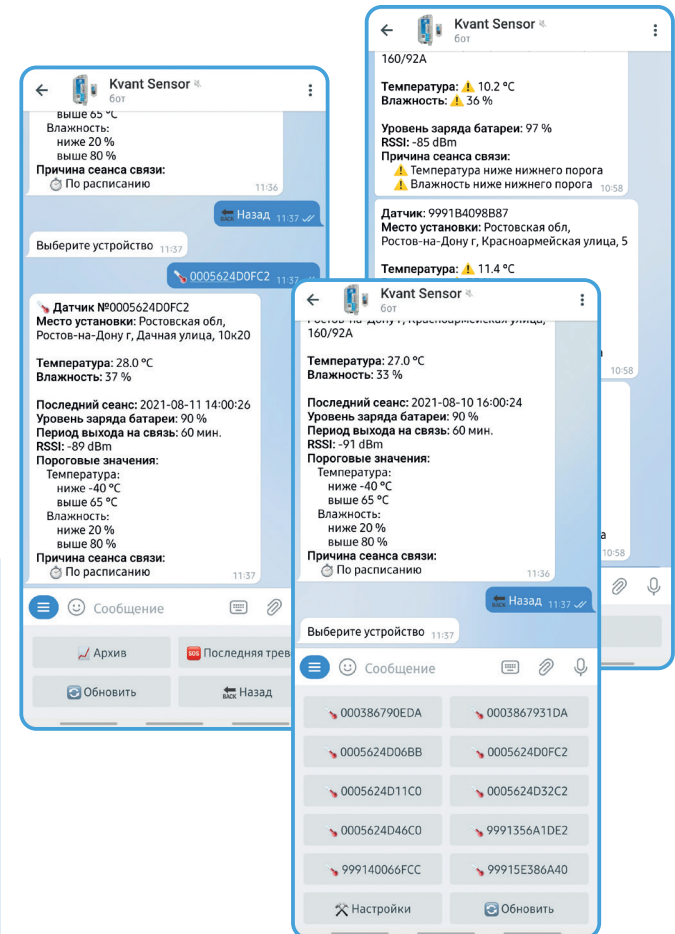 Kvant Sensor
бот
выше 65 °C
Влажность:
ниже 20 %
выше 80 %
Причина сеанса связи:
По расписанию
11:36
BACK Назад 11:37
Выберите устройство 11:37
0005624D0FC2 11:37
Датчик №0005624D0FC2
Место установки: Ростовская обл,
Ростов-на-Дону г, Дачная
улица, 10к20
Температура: 28.0 °C
Влажность: 37 %
Последний сеанс: 2021-
08-11 14:00:26
Уровень заряда батареи: 90 %
Период выхода на связь: 60 мин.
RSSI: -89 dBm
Пороговые значения:
Температура:
ниже -40 °C
выше 65 °C
Влажность:
ниже 20 %
выше 80 %
Причина сеанса связи:
По расписанию
11:37
Сообщение
Архив
SOS Последняя трев
Обновить
BACK Назад
Kvant Sensor
бот
160/92А
Температура: 10.2 °C
Влажность: 36 %
Уровень заряда батареи: 97 %
RSSI: -85 dBm
Причина сеанса связи:
Температура ниже нижнего порога
Влажность ниже нижнего порога 10:58
Датчик: 9991B4098B87
Место установки: Ростовская обл,
Ростов-на-Дону г, Красноармейская улица, 5
Температура: 11.4 °C
10:58
а
10:58
Kvant Sensor
бот
Ростов-на-Дону г, Красноармейская улица,
160/92А
Температура: 27.0 °C
Влажность: 33 %
Последний сеанс: 2021-08-10 16:00:24
Уровень заряда батареи: 90 %
Период выхода на связь: 60 мин.
RSSI: -91 dBm
Пороговые значения:
Температура:
ниже -40 °C
выше 65 °C
Влажность:
ниже 20 %
выше 80 %
Причина сеанса связи:
По расписанию
11:36
BACK Назад 11:37
Выберите устройство 11:37
Сообщение
000386790EDA
0003867931DA
0005624D06BB
0005624D0FC2
0005624D11C0
0005624D32C2
0005624D46C0
9991356A1DE2
999140066FCC
99915E386A40
Настройки
Обновить